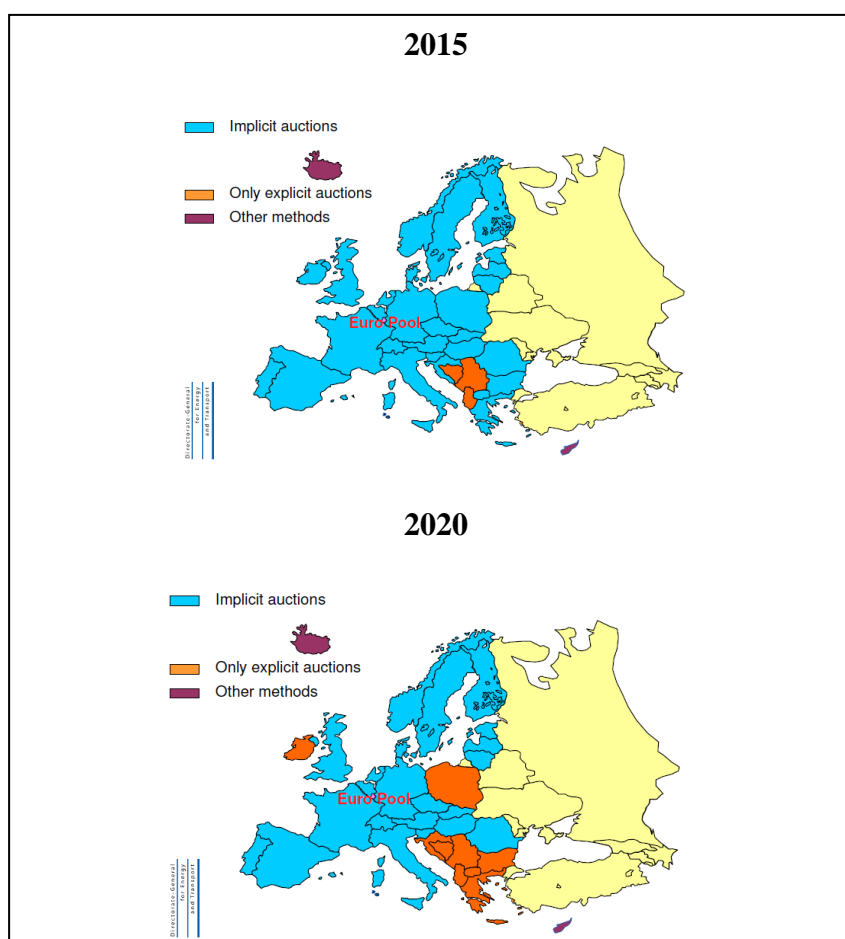 2015
Implicit auctions
Only explicit auctions
Other methods
Euro Pool
Directorate-General
for Energy
and Transport
2020
Implicit auctions
Only explicit auctions
Other methods
Euro Pool
Directorate-General
for Energy
and Transport